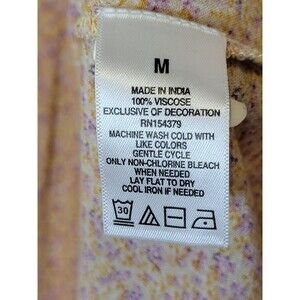 M
MADE IN INDIA
100% VISCOSE
EXCLUSIVE OF DECORATION
RN154379
MACHINE WASH COLD WITH
LIKE COLORS
GENTLE CYCLE
ONLY NON-CHLORINE BLEACH
WHEN NEEDED
LAY FLAT TO DRY
COOL IRON IF NEEDED
30